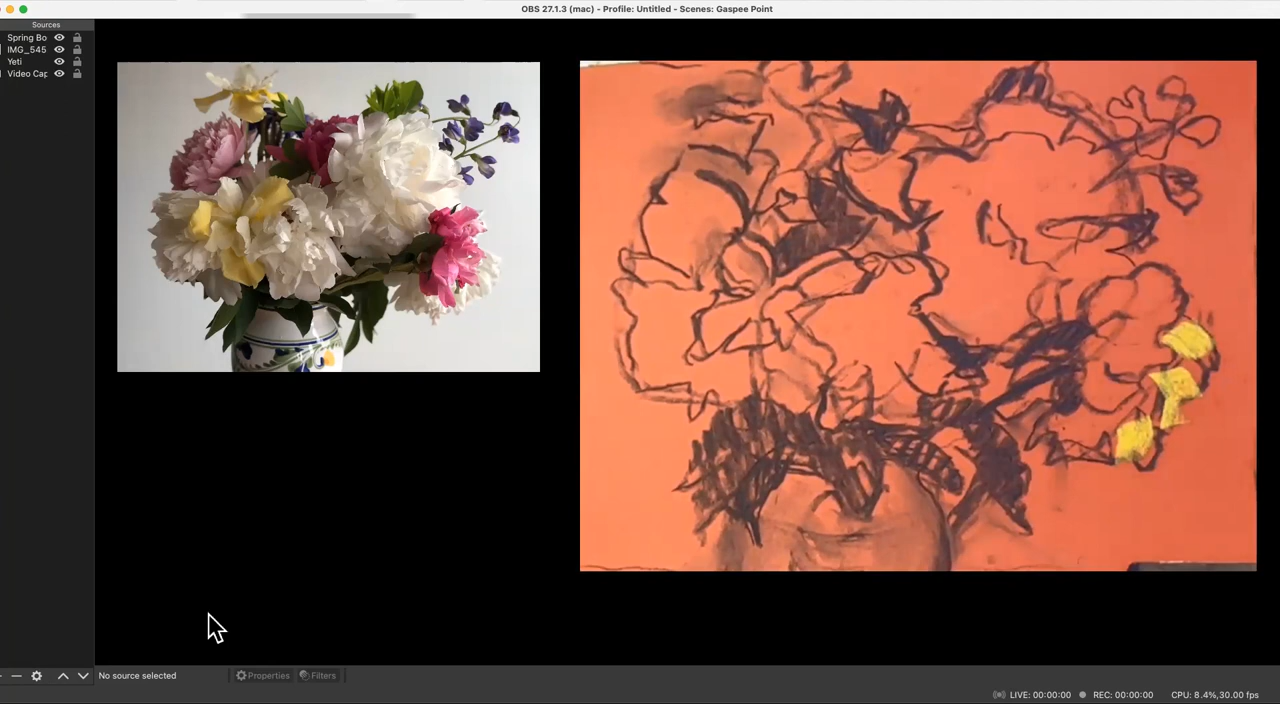 OBS 27.1.3 (mac) - Profile: Untitled - Scenes: Gaspee Point
Sources
Spring Bo
IMG_545
Yeti
Video Cap
No source selected
Properties
Filters
LIVE: 00:00:00
REC: 00:00:00
CPU: 8.4%,30.00 fps